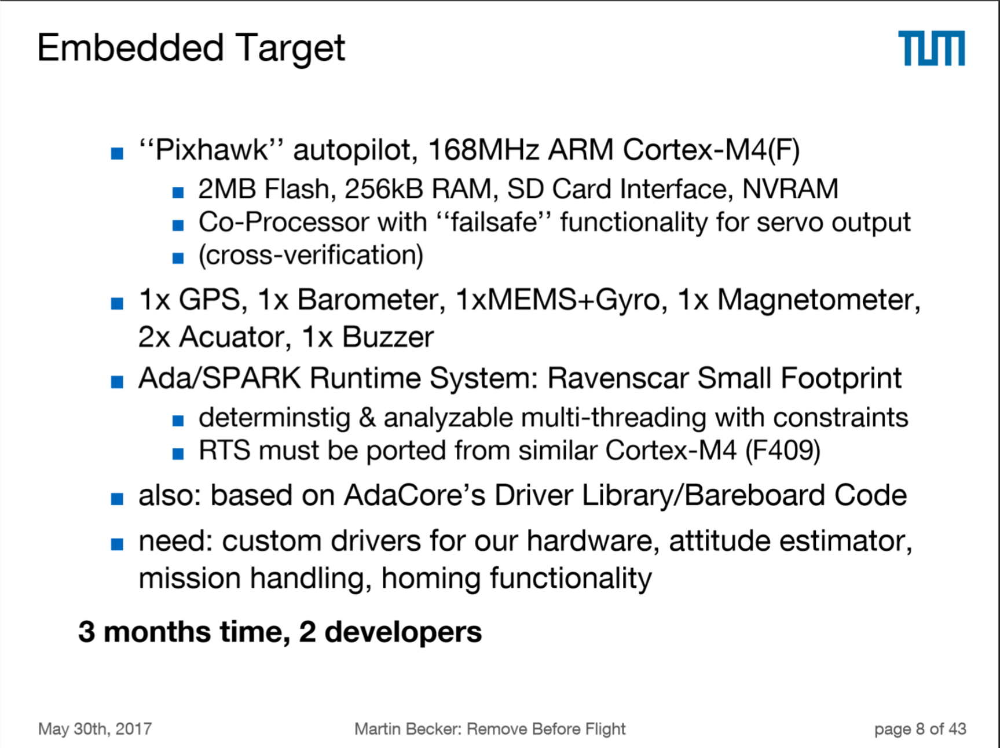 Embedded Target
TUM
‘‘Pixhawk’’ autopilot, 168MHz ARM Cortex-M4(F)
2MB Flash, 256kB RAM, SD Card Interface, NVRAM
Co-Processor with ‘‘failsafe’’ functionality for servo output
(cross-verification)
1x GPS, 1x Barometer, 1xMEMS+Gyro, 1x Magnetometer,
2x Acuator, 1x Buzzer
Ada/SPARK Runtime System: Ravenscar Small Footprint
determinstig & analyzable multi-threading with constraints
RTS must be ported from similar Cortex-M4 (F409)
also: based on AdaCore’s Driver Library/Bareboard Code
need: custom drivers for our hardware, attitude estimator,
mission handling, homing functionality
3 months time, 2 developers
May 30th, 2017
Martin Becker: Remove Before Flight
page 8 of 43